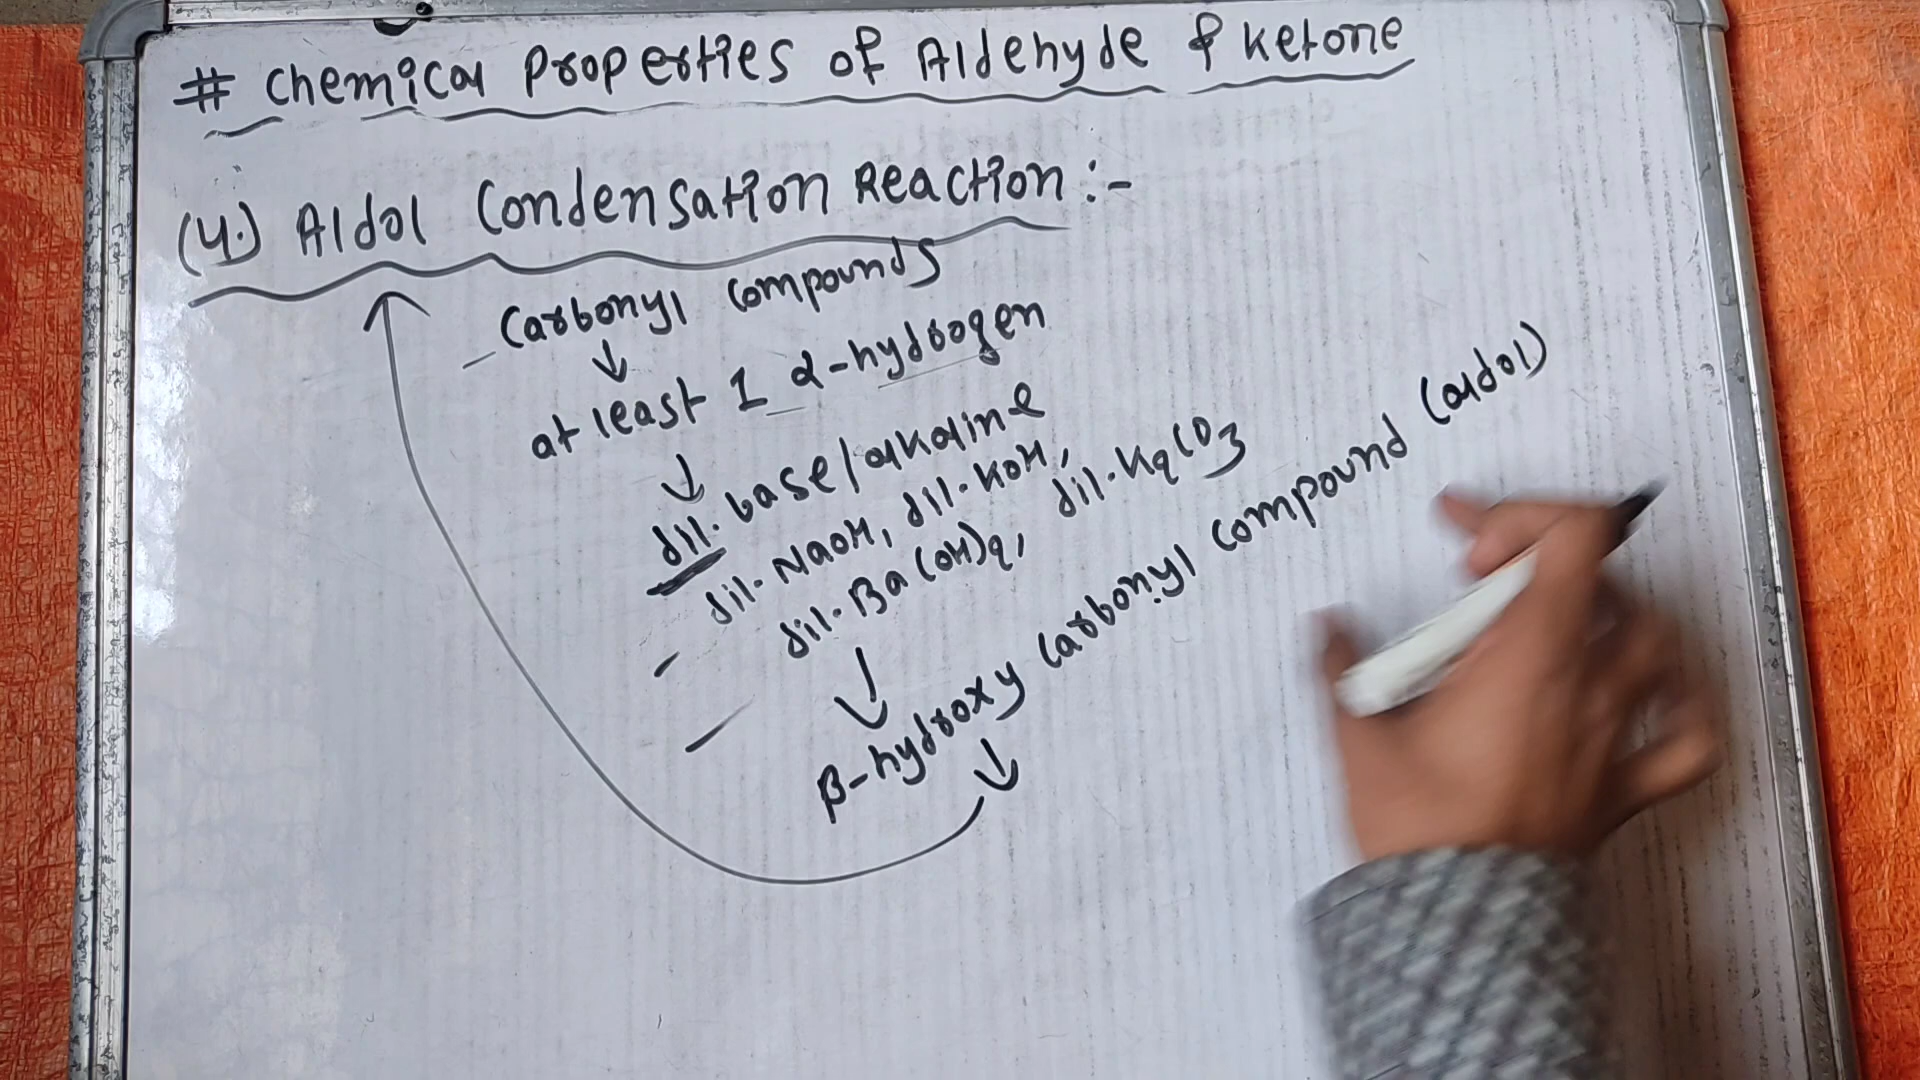 # Chemical Properties of Aldehyde & Ketone
(4.) Aldol Condensation Reaction :-
Carbonyl compounds
↓
at least 1 α-hydrogen
↓
dil. base/alkaline
dil. NaOH, dil. KOH,
dil. Ba(OH)2, dil. K2CO3
↓
β-hydroxy carbonyl compound (aldol)
↓